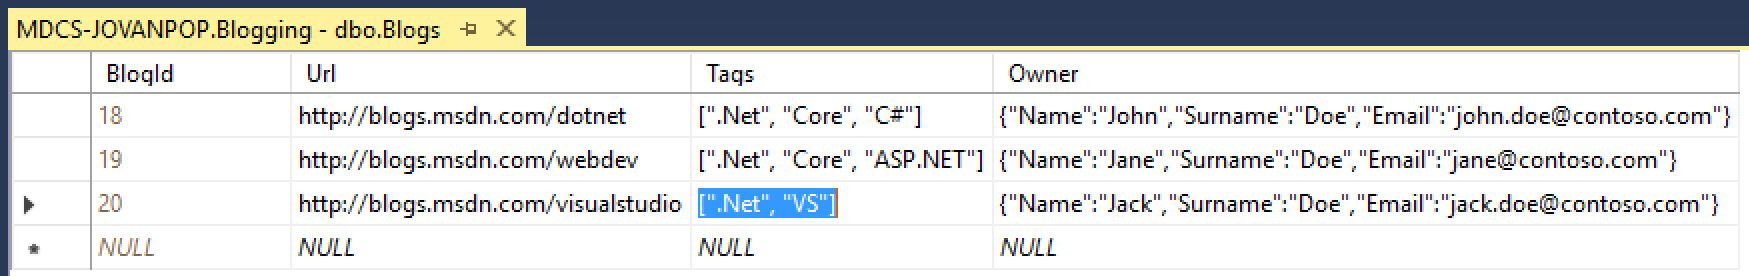 MDCS-JOVANPOP.Blogging - dbo.Blogs
BlogId Url Tags Owner
18 http://blogs.msdn.com/dotnet [".Net", "Core", "C#"] {"Name":"John","Surname":"Doe","Email":"john.doe@contoso.com"}
19 http://blogs.msdn.com/webdev [".Net", "Core", "ASP.NET"] {"Name":"Jane","Surname":"Doe","Email":"jane@contoso.com"}
20 http://blogs.msdn.com/visualstudio [".Net", "VS"] {"Name":"Jack","Surname":"Doe","Email":"jack.doe@contoso.com"}
NULL NULL NULL NULL